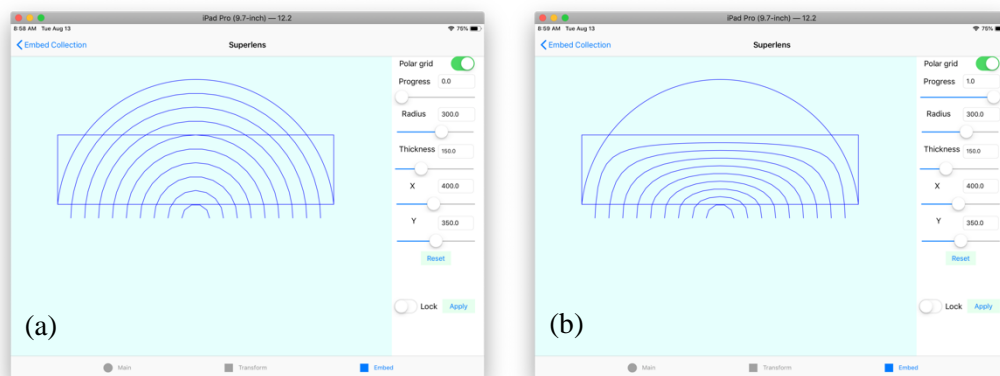 iPad Pro (9.7-inch) — 12.2
8:58 AM Tue Aug 13
75%
Embed Collection
Superlens
Polar grid
Progress 0.0
Radius 300.0
Thickness 150.0
X 400.0
Y 350.0
Reset
Lock Apply
(a)
Main Transform Embed
iPad Pro (9.7-inch) — 12.2
8:59 AM Tue Aug 13
75%
Embed Collection
Superlens
Polar grid
Progress 1.0
Radius 300.0
Thickness 150.0
X 400.0
Y 350.0
Reset
Lock Apply
(b)
Main Transform Embed